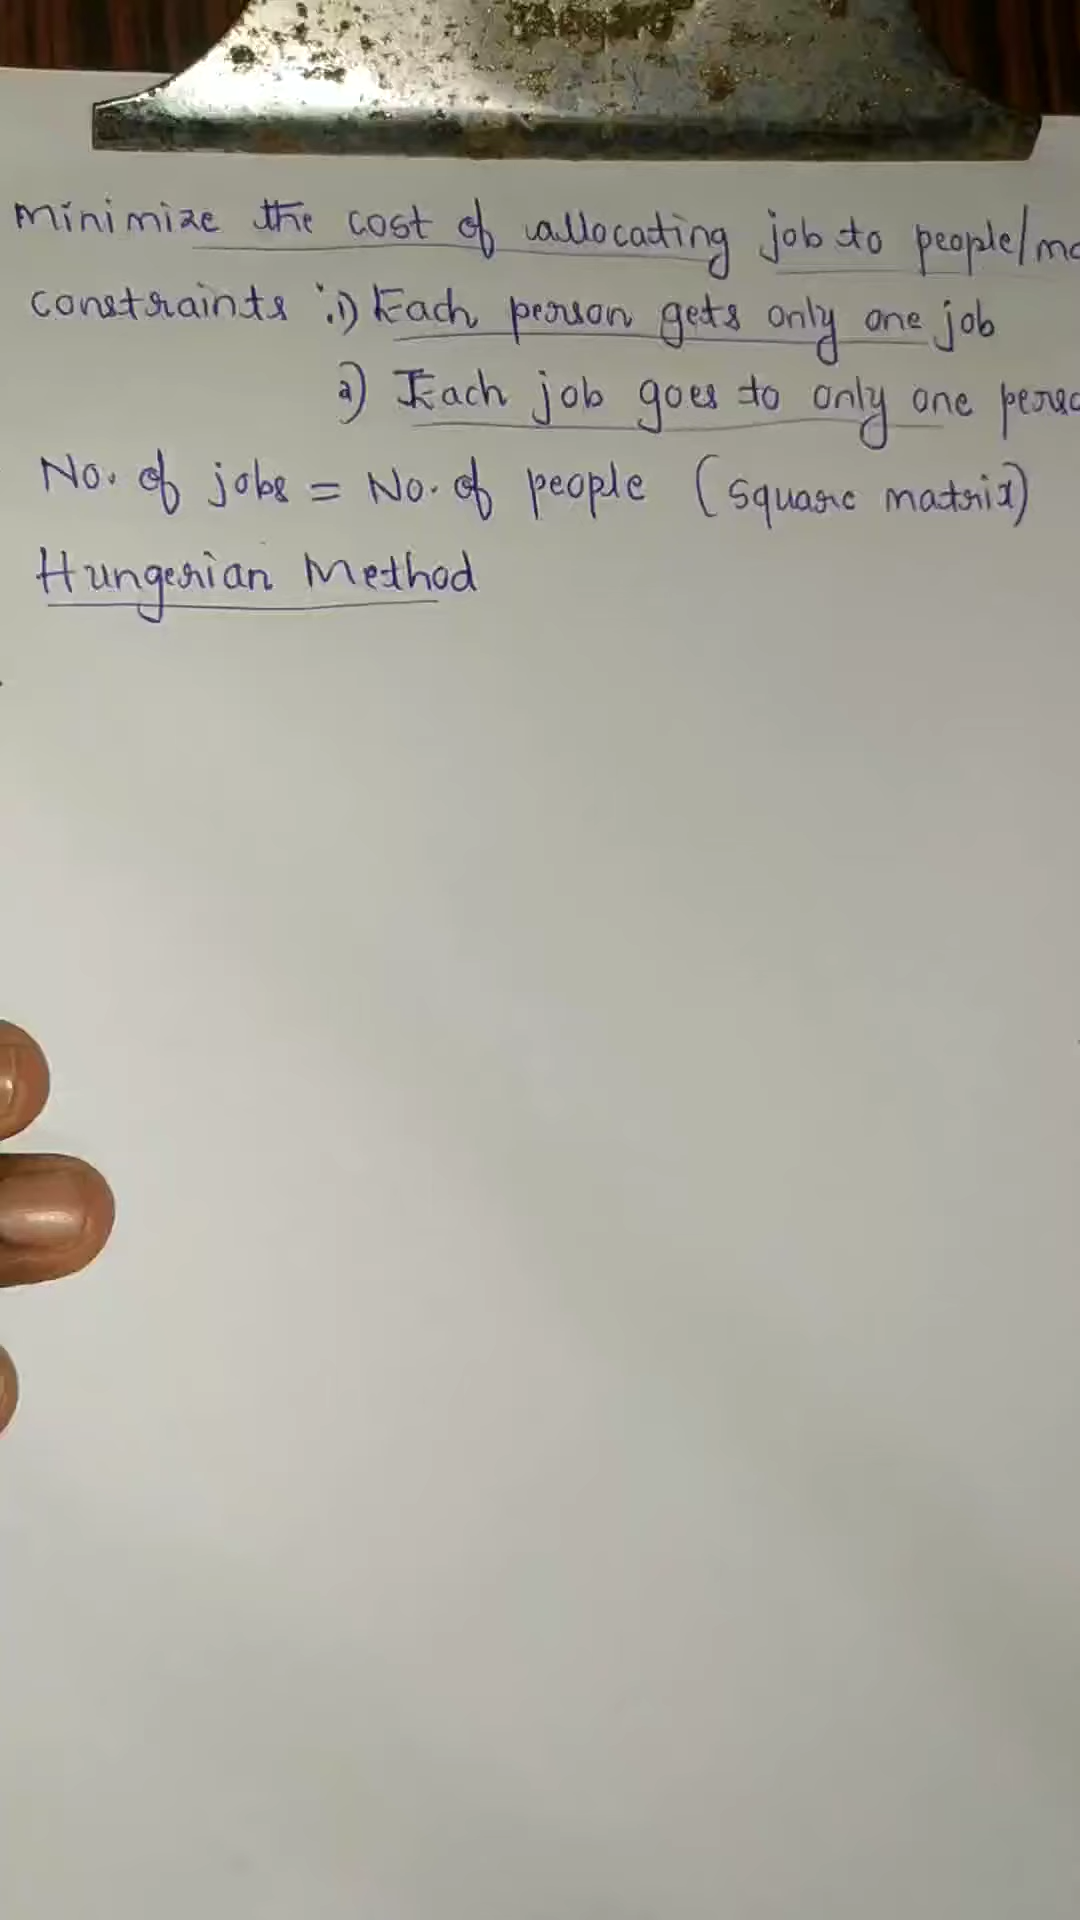 Minimize the cost of allocating job to people/
constraints :1) Each person gets only one job
2) Each job goes to only one
No. of jobs = No. of people (square matrix)
Hungerian Method